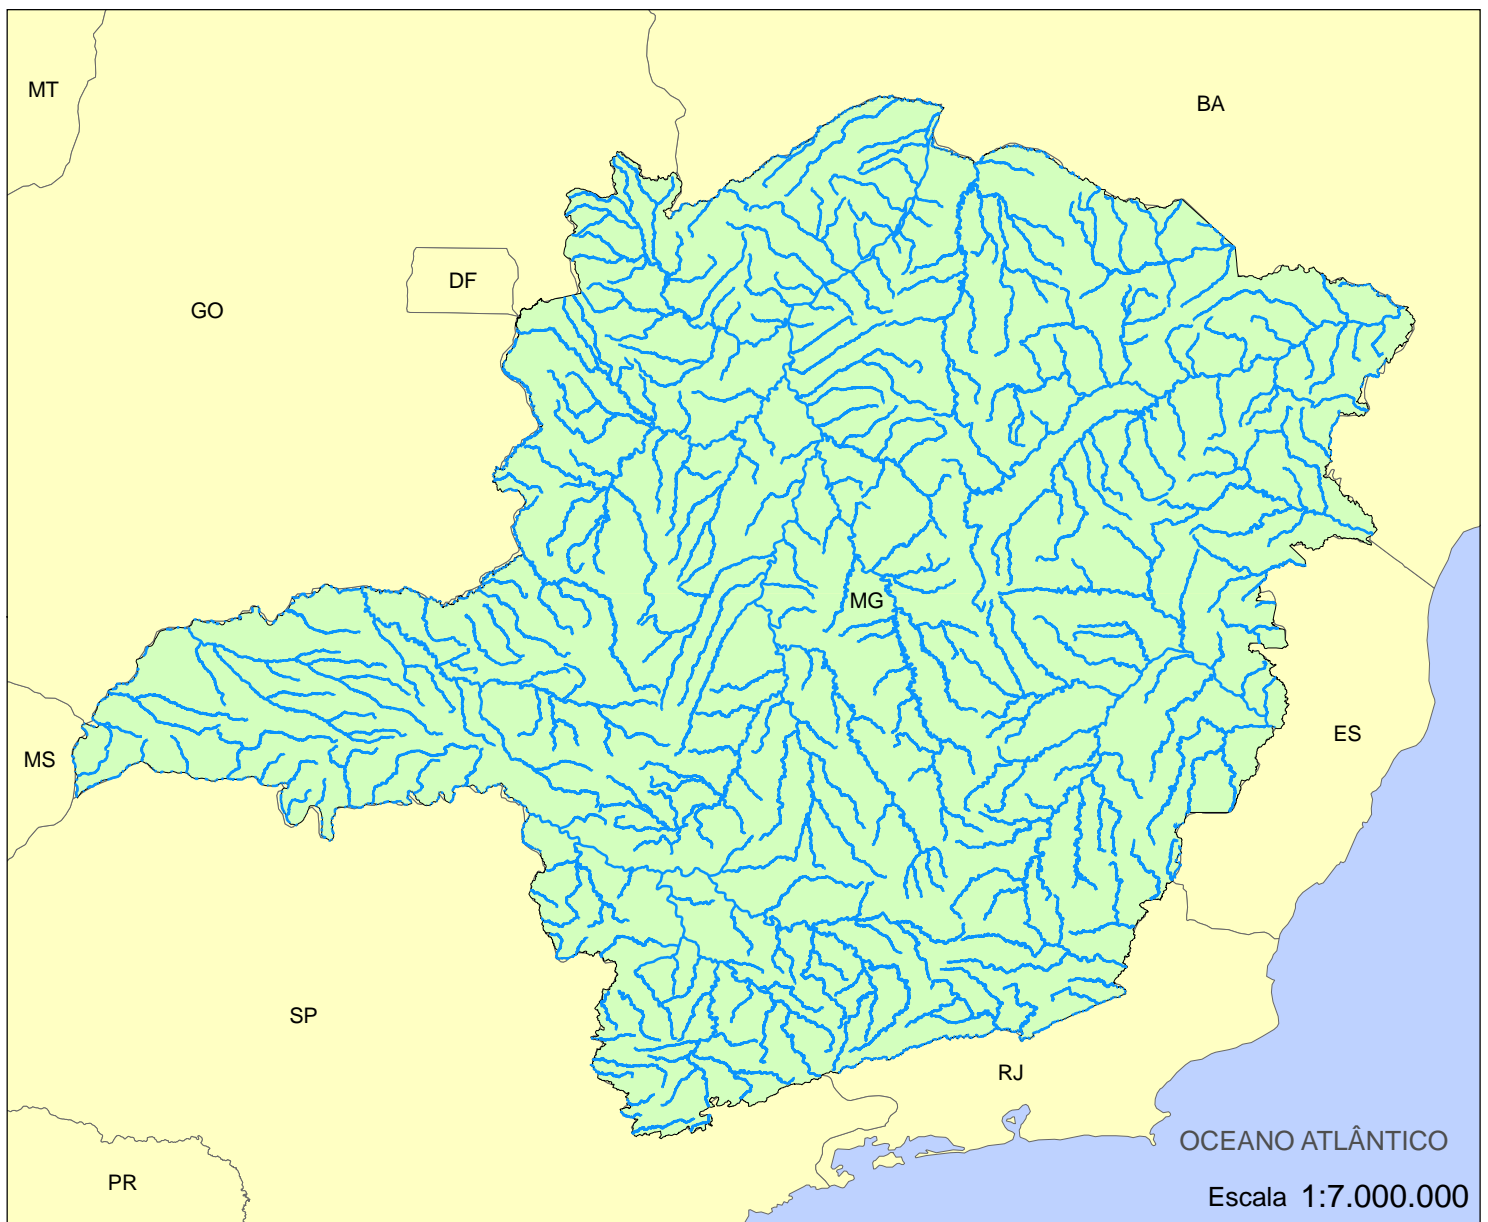 MT
BA
DF
GO
MG
ES
MS
SP
RJ
OCEANO ATLÂNTICO
PR
Escala 1:7.000.000